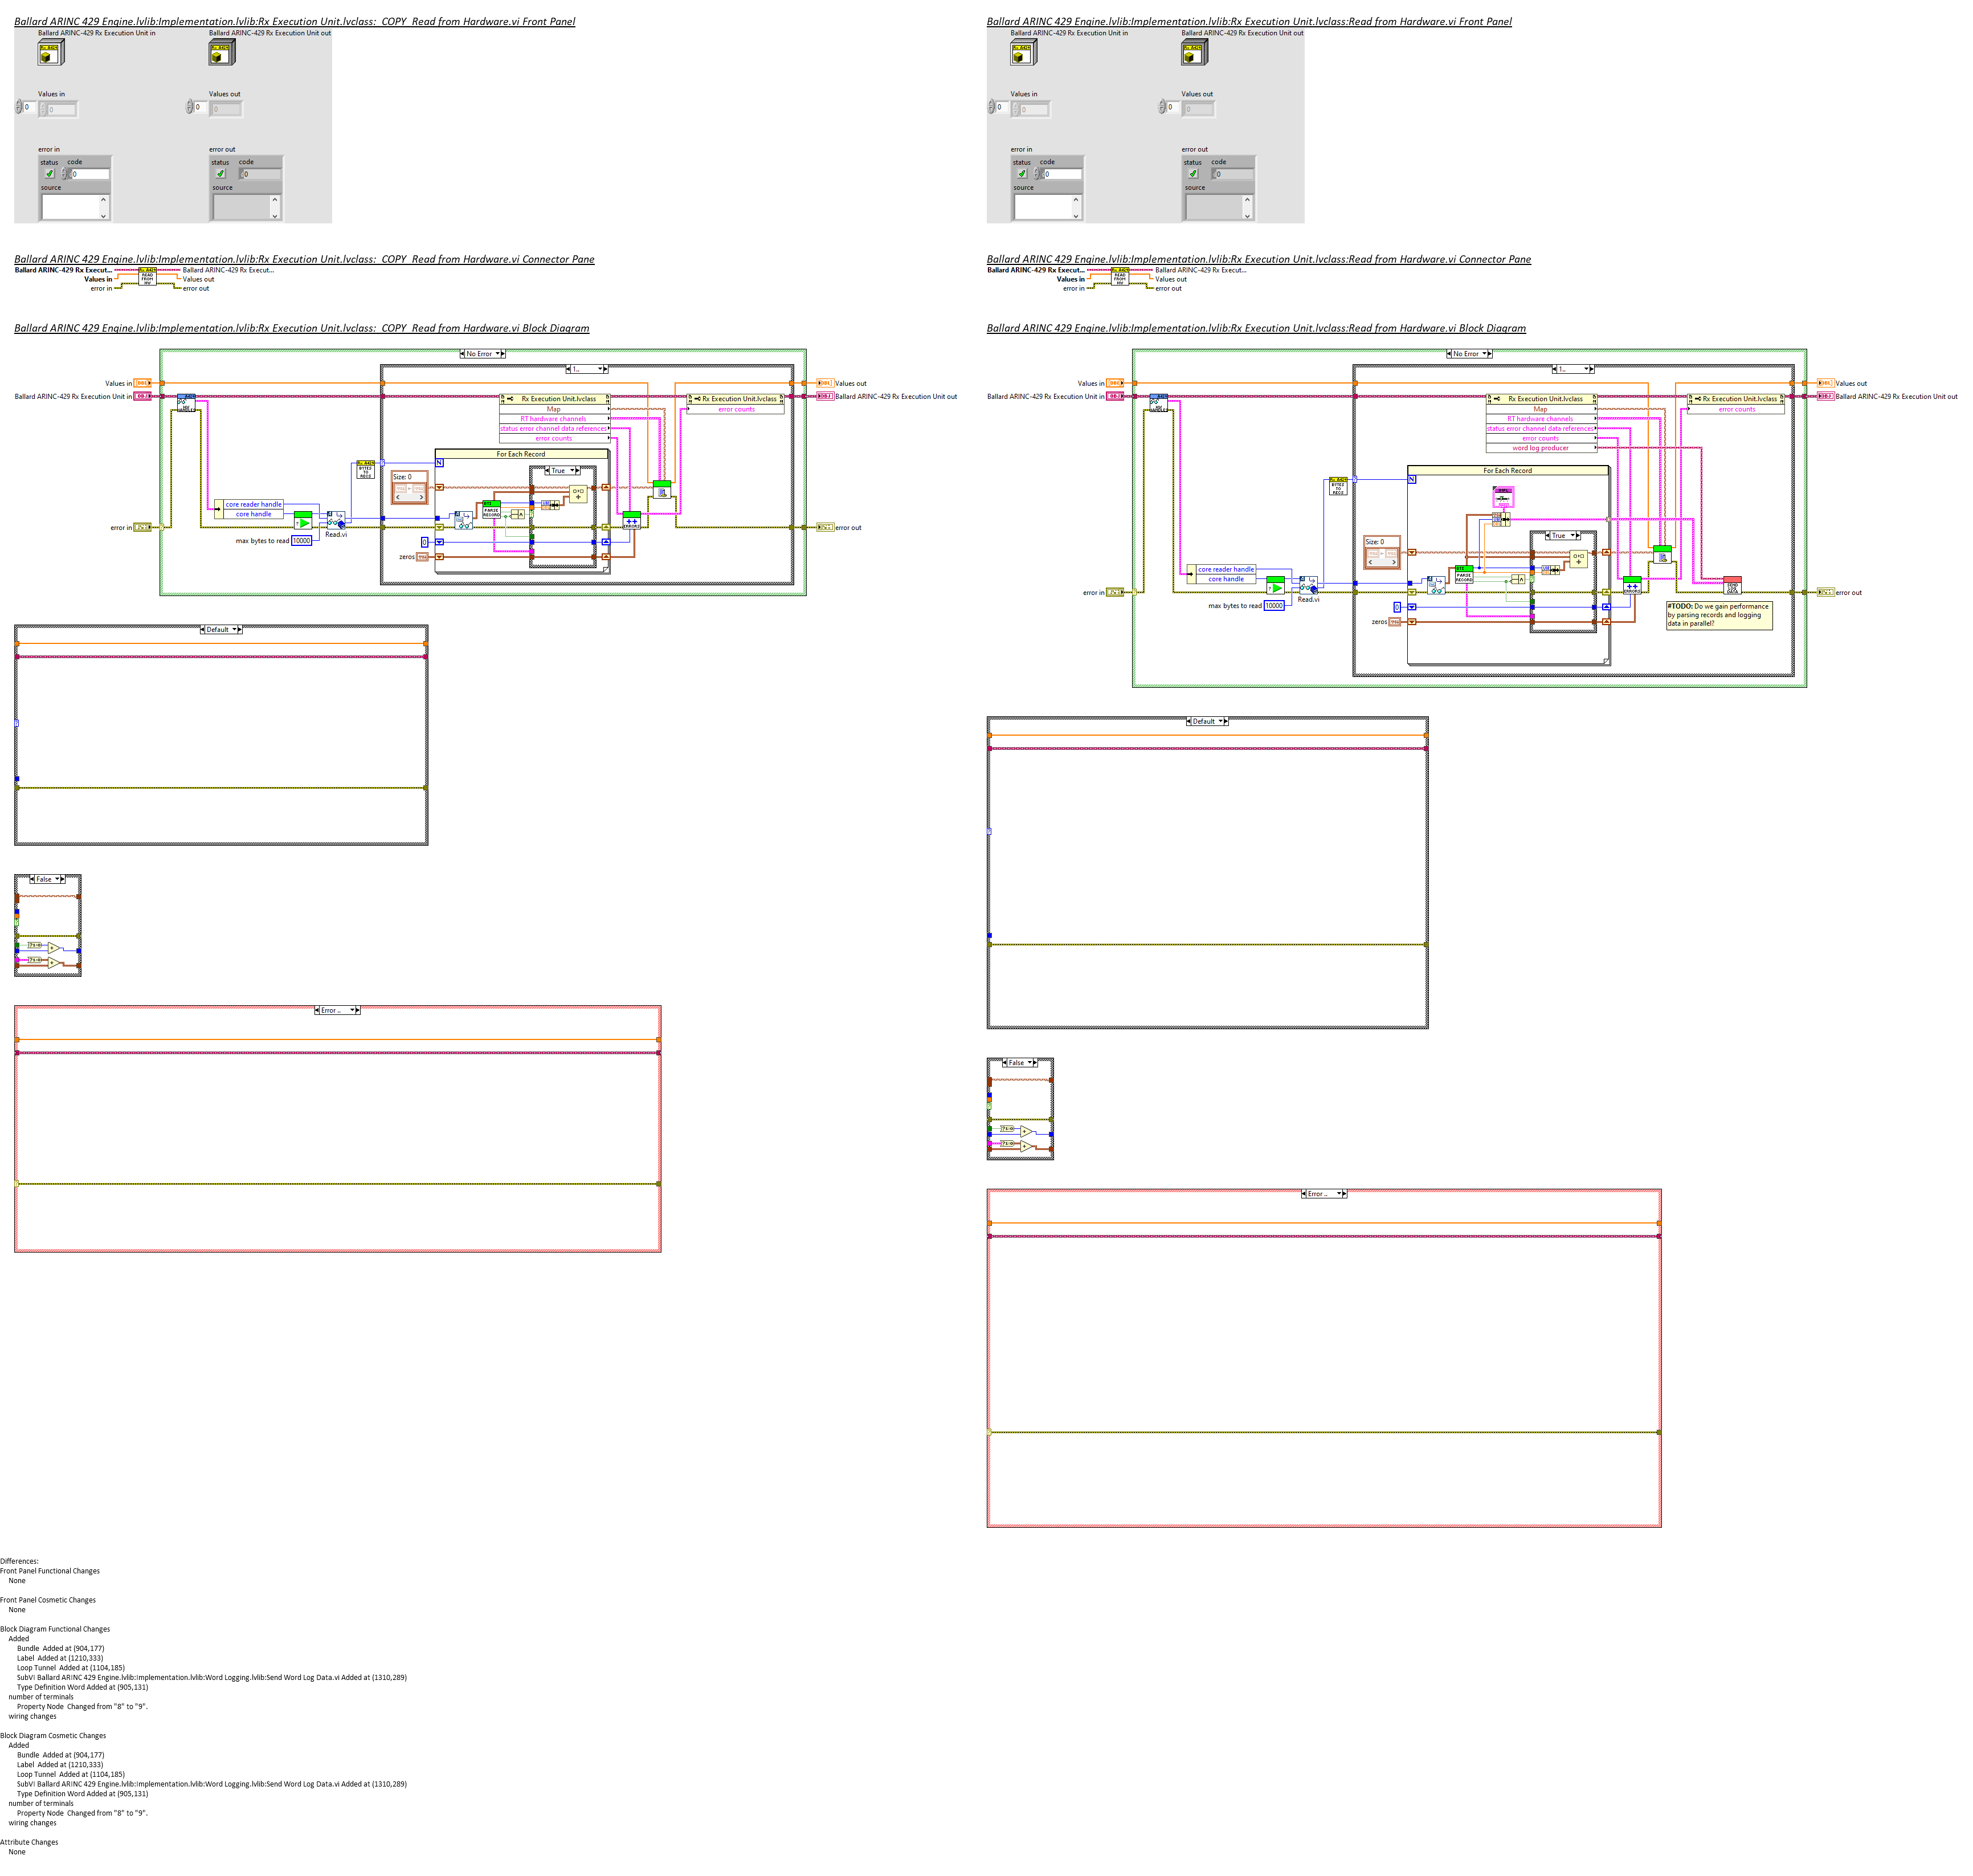 Ballard ARINC 429 Engine.lvlib:Implementation.lvlib:Rx Execution Unit.lvclass:_COPY_Read from Hardware.vi Front Panel
Ballard ARINC-429 Rx Execution Unit in
Ballard ARINC-429 Rx Execution Unit out
Values in
Values out
0
0
0
0
error in
error out
status
code
status
code
0
0
source
source
Ballard ARINC 429 Engine.lvlib:Implementation.lvlib:Rx Execution Unit.lvclass:_COPY_Read from Hardware.vi Connector Pane
Ballard ARINC-429 Rx Execut...
Ballard ARINC-429 Rx Execut...
Values in
Values out
error in
error out
READ FROM HW
Ballard ARINC 429 Engine.lvlib:Implementation.lvlib:Rx Execution Unit.lvclass:_COPY_Read from Hardware.vi Block Diagram
No Error
1..
Values in
Values out
Ballard ARINC-429 Rx Execution Unit in
Ballard ARINC-429 Rx Execution Unit out
Rx Execution Unit.lvclass
Map
RT hardware channels
status error channel data references
error counts
Rx Execution Unit.lvclass
error counts
For Each Record
True
Size: 0
BYTES TO RECS
PARSE RECORD
core reader handle
core handle
Read.vi
max bytes to read
10000
0
zeros
ERRORS
error in
error out
Default
False
Error ..
Ballard ARINC 429 Engine.lvlib:Implementation.lvlib:Rx Execution Unit.lvclass:Read from Hardware.vi Front Panel
Ballard ARINC-429 Rx Execution Unit in
Ballard ARINC-429 Rx Execution Unit out
Values in
Values out
0
0
0
0
error in
error out
status
code
status
code
0
0
source
source
Ballard ARINC 429 Engine.lvlib:Implementation.lvlib:Rx Execution Unit.lvclass:Read from Hardware.vi Connector Pane
Ballard ARINC-429 Rx Execut...
Ballard ARINC-429 Rx Execut...
Values in
Values out
error in
error out
READ FROM HW
Ballard ARINC 429 Engine.lvlib:Implementation.lvlib:Rx Execution Unit.lvclass:Read from Hardware.vi Block Diagram
No Error
1..
Values in
Values out
Ballard ARINC-429 Rx Execution Unit in
Ballard ARINC-429 Rx Execution Unit out
Rx Execution Unit.lvclass
Map
RT hardware channels
status error channel data references
error counts
word log producer
Rx Execution Unit.lvclass
error counts
For Each Record
True
Size: 0
BYTES TO RECS
PARSE RECORD
core reader handle
core handle
Read.vi
max bytes to read
10000
0
zeros
ERRORS
SEND LOG DATA
error in
error out
#TODO: Do we gain performance
by parsing records and logging
data in parallel?
Default
False
Error ..
Differences:
Front Panel Functional Changes
None
Front Panel Cosmetic Changes
None
Block Diagram Functional Changes
Added
Bundle Added at (904,177)
Label Added at (1210,333)
Loop Tunnel Added at (1104,185)
SubVI Ballard ARINC 429 Engine.lvlib:Implementation.lvlib:Word Logging.lvlib:Send Word Log Data.vi Added at (1310,289)
Type Definition Word Added at (905,131)
number of terminals
Property Node Changed from "8" to "9".
wiring changes
Block Diagram Cosmetic Changes
Added
Bundle Added at (904,177)
Label Added at (1210,333)
Loop Tunnel Added at (1104,185)
SubVI Ballard ARINC 429 Engine.lvlib:Implementation.lvlib:Word Logging.lvlib:Send Word Log Data.vi Added at (1310,289)
Type Definition Word Added at (905,131)
number of terminals
Property Node Changed from "8" to "9".
wiring changes
Attribute Changes
None